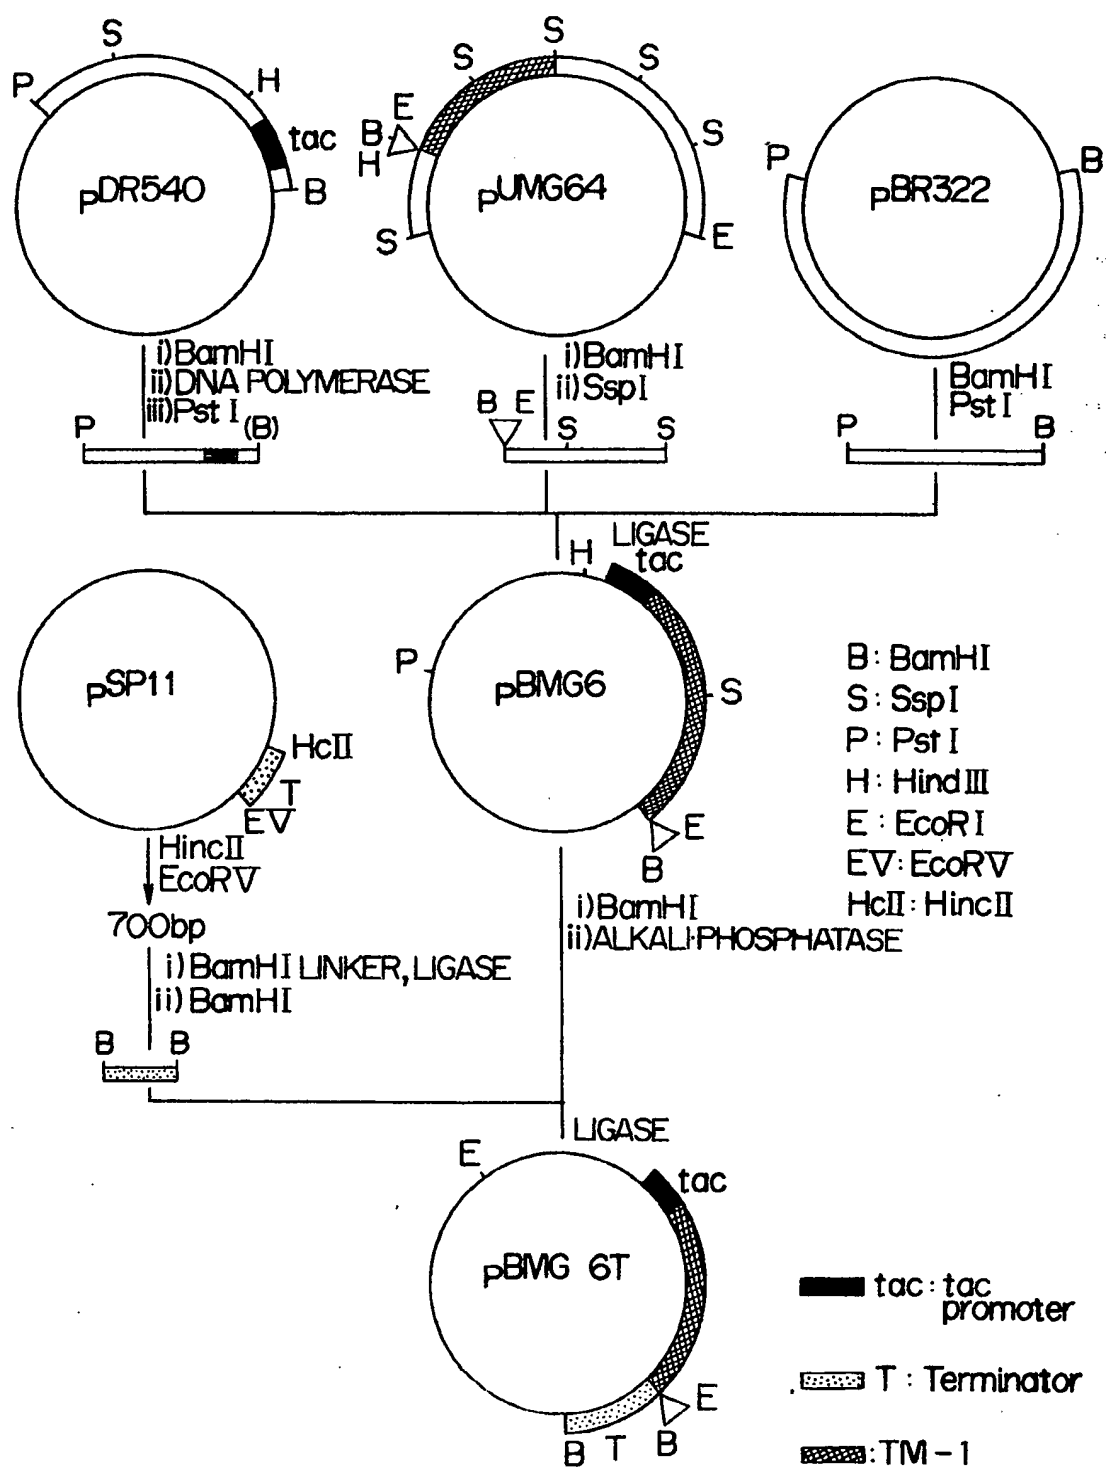 S
P
H
tac
B
pDR540
S
S
S
E
B
H
S
S
E
pUMG64
P
B
pBR322
i)BamHI
ii)DNA POLYMERASE
iii)PstI
P
(B)
i)BamHI
ii)SspI
B E
S
S
BamHI
PstI
P
B
LIGASE
H
tac
P
S
pBMG6
E
B
pSP11
HcII
T
EV
HincII
EcoRV
700bp
i)BamHI LINKER, LIGASE
ii)BamHI
B B
i)BamHI
ii)ALKALI·PHOSPHATASE
B: BamHI
S: SspI
P: PstI
H: HindIII
E: EcoRI
EV: EcoRV
HcII: HincII
LIGASE
E
tac
pBMG 6T
E
B
T
B
tac: tac
promoter
T: Terminator
:TM-1